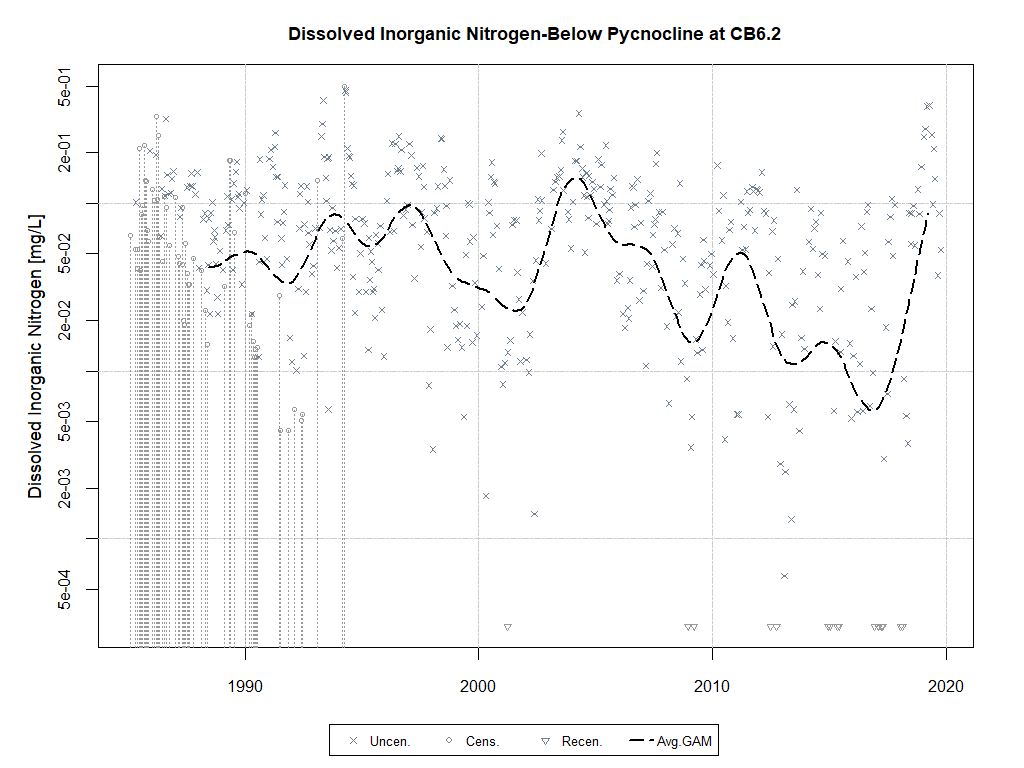 Dissolved Inorganic Nitrogen-Below Pycnocline at CB6.2
Dissolved Inorganic Nitrogen [mg/L]
5e-01
2e-01
5e-02
2e-02
5e-03
2e-03
5e-04
1990 2000 2010 2020
Uncen. Cens. Recen. Avg.GAM